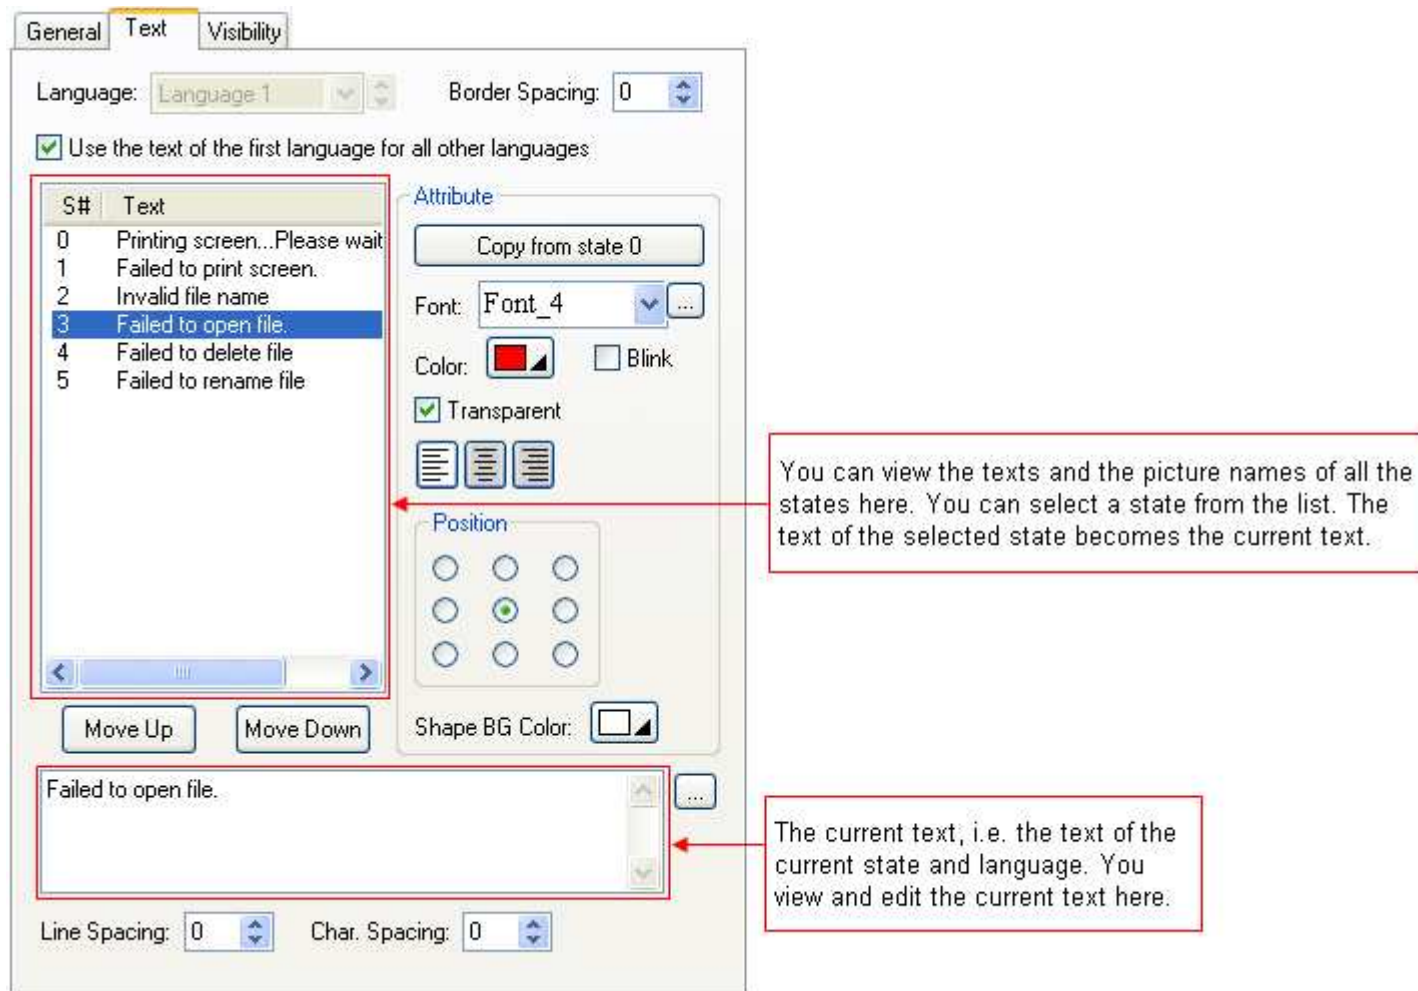 General Text Visibility
Language: Language 1 Border Spacing: 0
Use the text of the first language for all other languages
S# Text
0 Printing screen...Please wait
1 Failed to print screen.
2 Invalid file name
3 Failed to open file.
4 Failed to delete file
5 Failed to rename file
Attribute
Copy from state 0
Font: Font_4 ...
Color: Blink
Transparent
Position
Shape BG Color:
Move Up Move Down
Failed to open file.
...
Line Spacing: 0 Char. Spacing: 0
You can view the texts and the picture names of all the
states here. You can select a state from the list. The
text of the selected state becomes the current text.
The current text, i.e. the text of the
current state and language. You
view and edit the current text here.